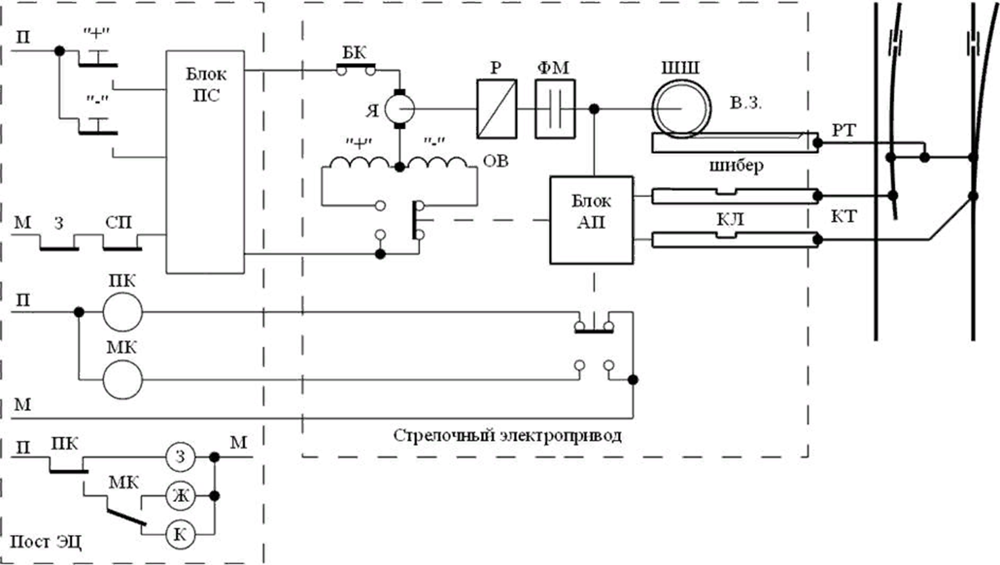 П
"+"
"-"
Блок
ПС
М
З
СП
П
ПК
МК
М
П
ПК
М
З
МК
Ж
К
Пост ЭЦ
БК
Я
"+"
"-"
ОВ
Р
ФМ
ШШ
В.З.
РТ
шибер
Блок
АП
КЛ
КТ
Стрелочный электропривод